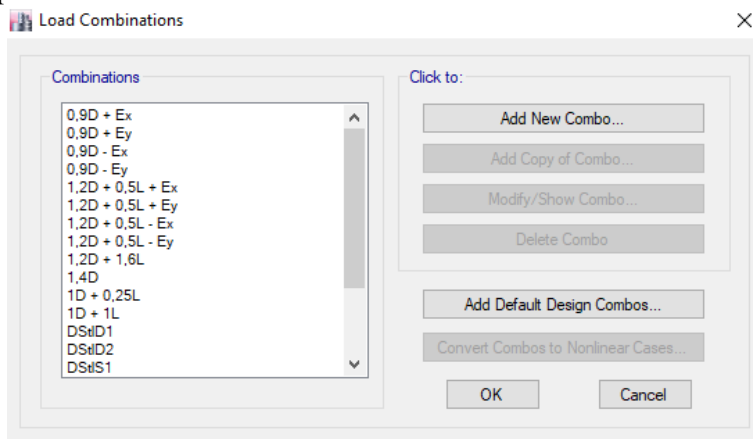 Load Combinations
Combinations
0,9D + Ex
0,9D + Ey
0,9D - Ex
0,9D - Ey
1,2D + 0,5L + Ex
1,2D + 0,5L + Ey
1,2D + 0,5L - Ex
1,2D + 0,5L - Ey
1,2D + 1,6L
1,4D
1D + 0,25L
1D + 1L
DStlD1
DStlD2
DStlS1
Click to:
Add New Combo...
Add Copy of Combo...
Modify/Show Combo...
Delete Combo
Add Default Design Combos...
Convert Combos to Nonlinear Cases...
OK
Cancel